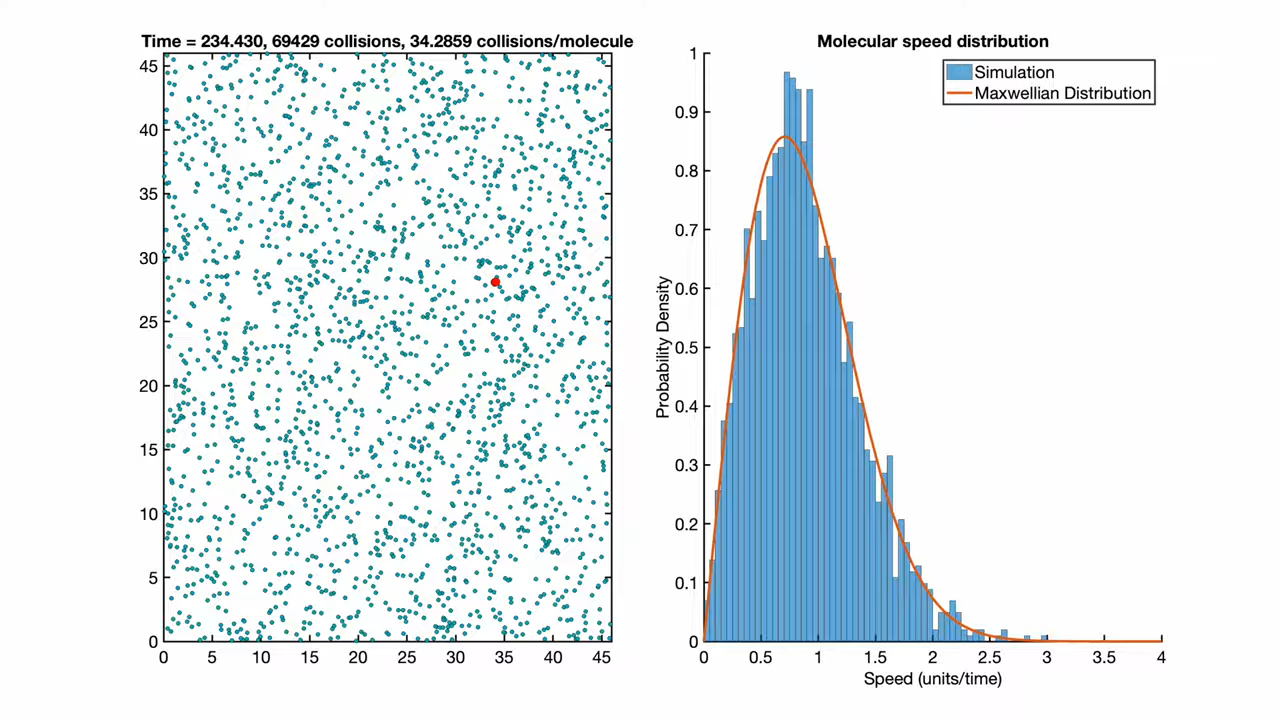 Time = 234.430, 69429 collisions, 34.2859 collisions/molecule
45
40
35
30
25
20
15
10
5
0
0 5 10 15 20 25 30 35 40 45
Molecular speed distribution
Simulation
Maxwellian Distribution
Probability Density
1
0.9
0.8
0.7
0.6
0.5
0.4
0.3
0.2
0.1
0
0 0.5 1 1.5 2 2.5 3 3.5 4
Speed (units/time)